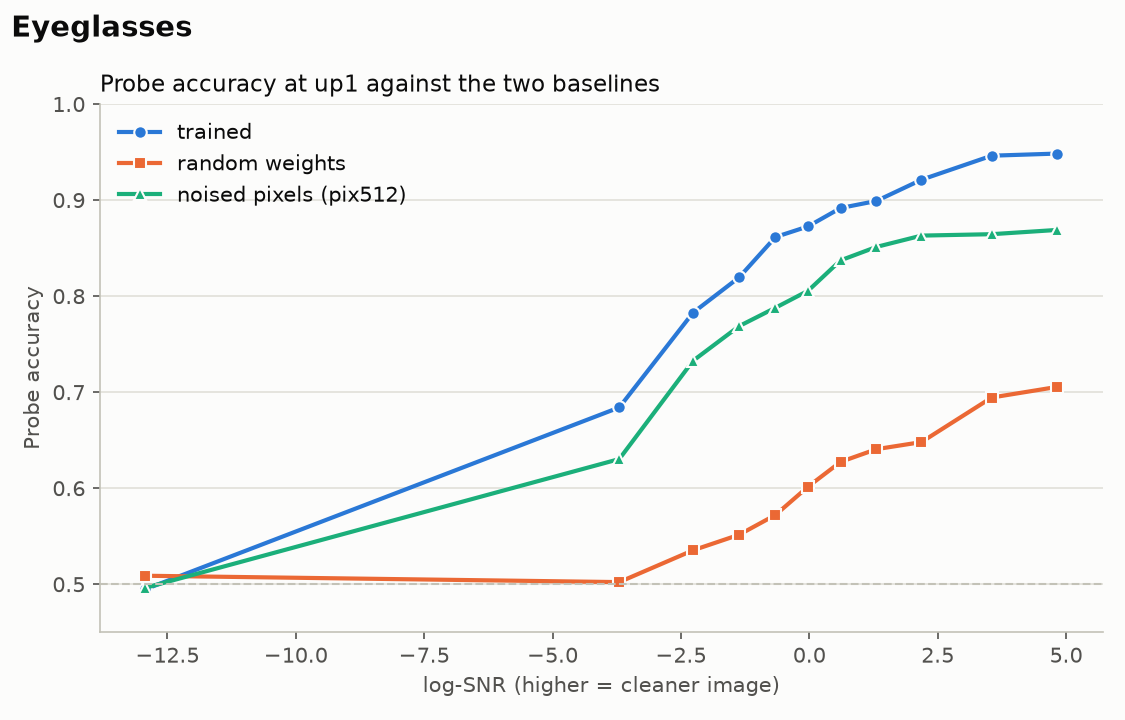 Eyeglasses
Probe accuracy at up1 against the two baselines
1.0
0.9
0.8
0.7
0.6
0.5
Probe accuracy
trained
random weights
noised pixels (pix512)
−12.5
−10.0
−7.5
−5.0
−2.5
0.0
2.5
5.0
log-SNR (higher = cleaner image)